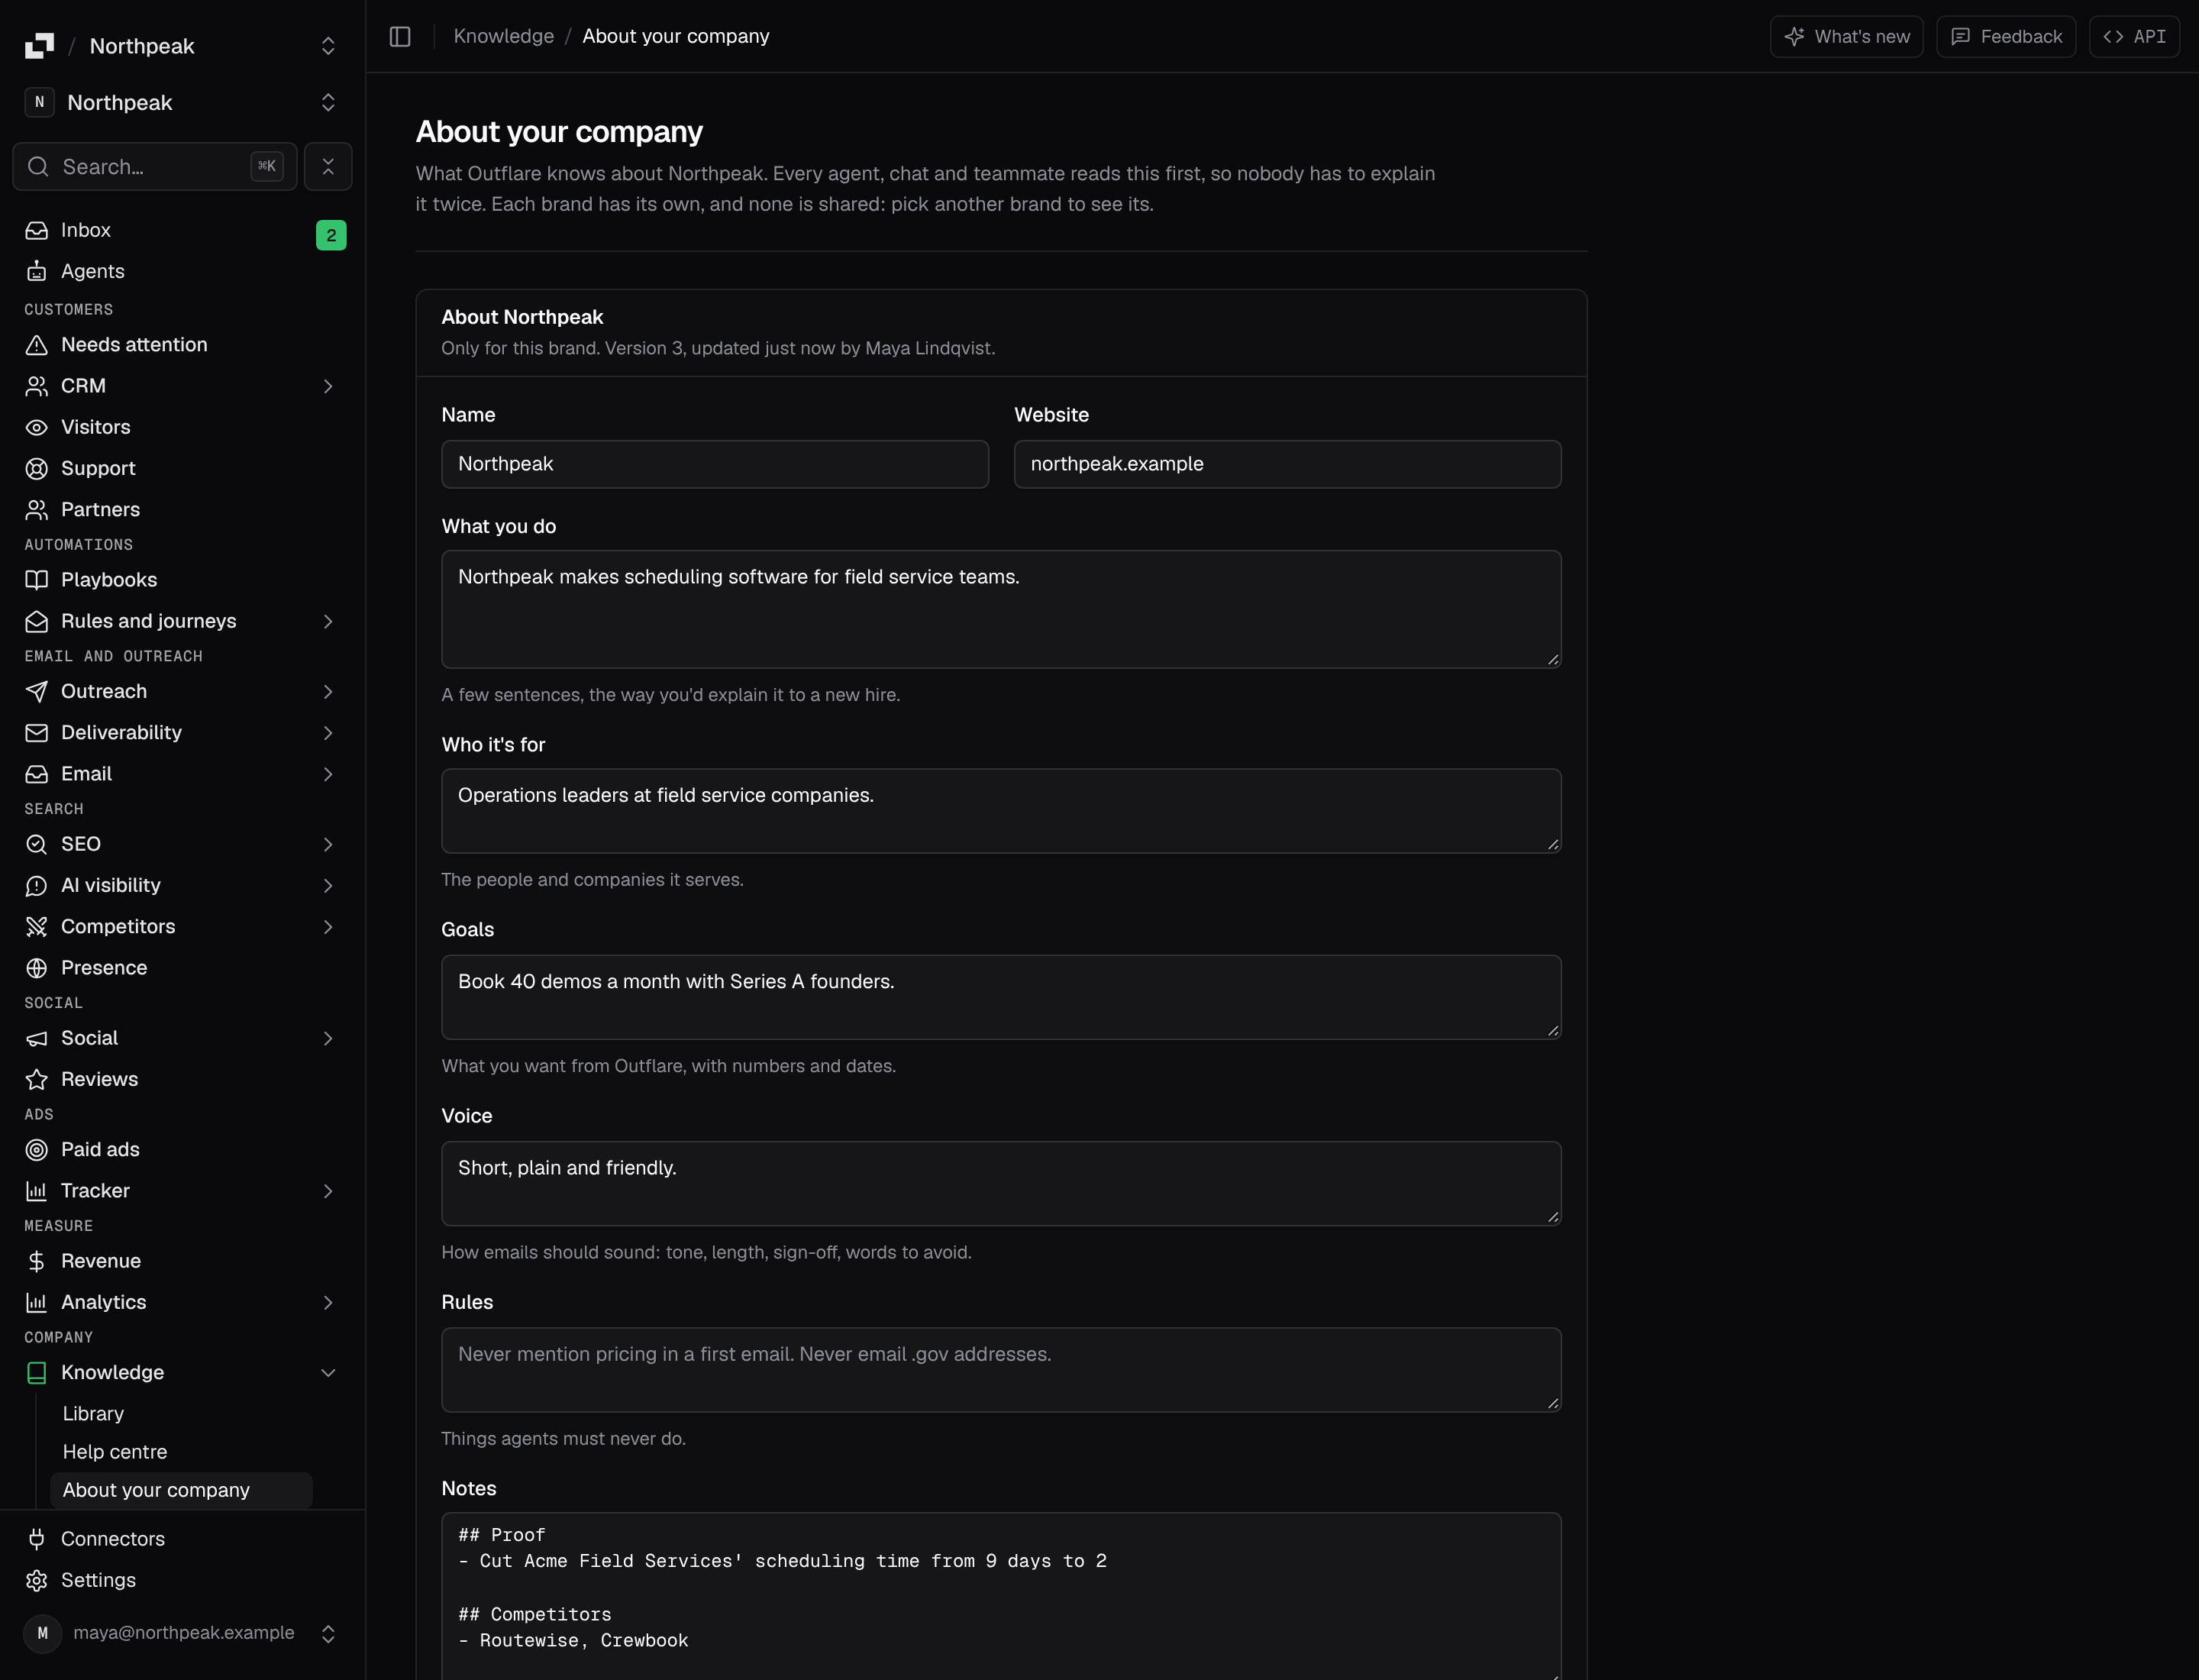 / Northpeak
N Northpeak
Search... ⌘K
Inbox 2
Agents
CUSTOMERS
Needs attention
CRM
Visitors
Support
Partners
AUTOMATIONS
Playbooks
Rules and journeys
EMAIL AND OUTREACH
Outreach
Deliverability
Email
SEARCH
SEO
AI visibility
Competitors
Presence
SOCIAL
Social
Reviews
ADS
Paid ads
Tracker
MEASURE
Revenue
Analytics
COMPANY
Knowledge
Library
Help centre
About your company
Connectors
Settings
M maya@northpeak.example
Knowledge / About your company
What's new
Feedback
<> API
About your company
What Outflare knows about Northpeak. Every agent, chat and teammate reads this first, so nobody has to explain
it twice. Each brand has its own, and none is shared: pick another brand to see its.
About Northpeak
Only for this brand. Version 3, updated just now by Maya Lindqvist.
Name
Northpeak
Website
northpeak.example
What you do
Northpeak makes scheduling software for field service teams.
A few sentences, the way you'd explain it to a new hire.
Who it's for
Operations leaders at field service companies.
The people and companies it serves.
Goals
Book 40 demos a month with Series A founders.
What you want from Outflare, with numbers and dates.
Voice
Short, plain and friendly.
How emails should sound: tone, length, sign-off, words to avoid.
Rules
Never mention pricing in a first email. Never email .gov addresses.
Things agents must never do.
Notes
## Proof
- Cut Acme Field Services' scheduling time from 9 days to 2
## Competitors
- Routewise, Crewbook